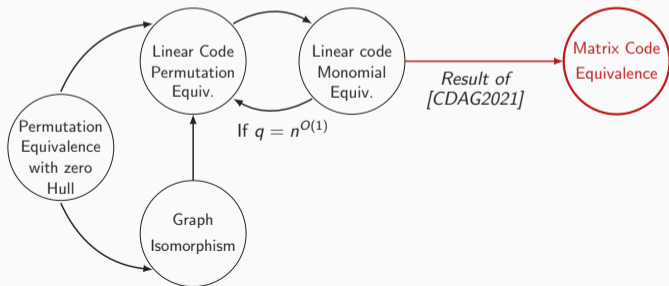 Linear Code
Permutation
Equiv.
Linear code
Monomial
Equiv.
Matrix Code
Equivalence
Result of
[CDAG2021]
If q = n^{O(1)}
Permutation
Equivalence
with zero
Hull
Graph
Isomorphism